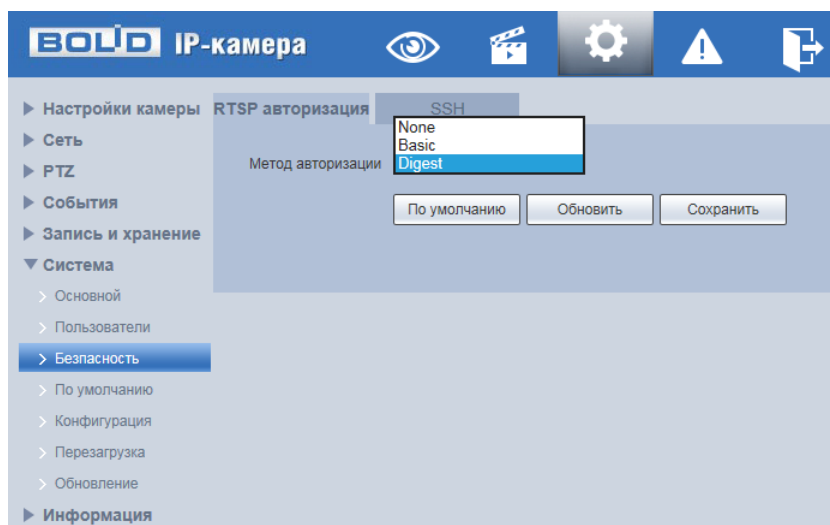 BOLID IP-камера
Настройки камеры
Сеть
PTZ
События
Запись и хранение
Система
Основной
Пользователи
Безпасность
По умолчанию
Конфигурация
Перезагрузка
Обновление
Информация
RTSP авторизация
SSH
Метод авторизации
None
Basic
Digest
По умолчанию
Обновить
Сохранить